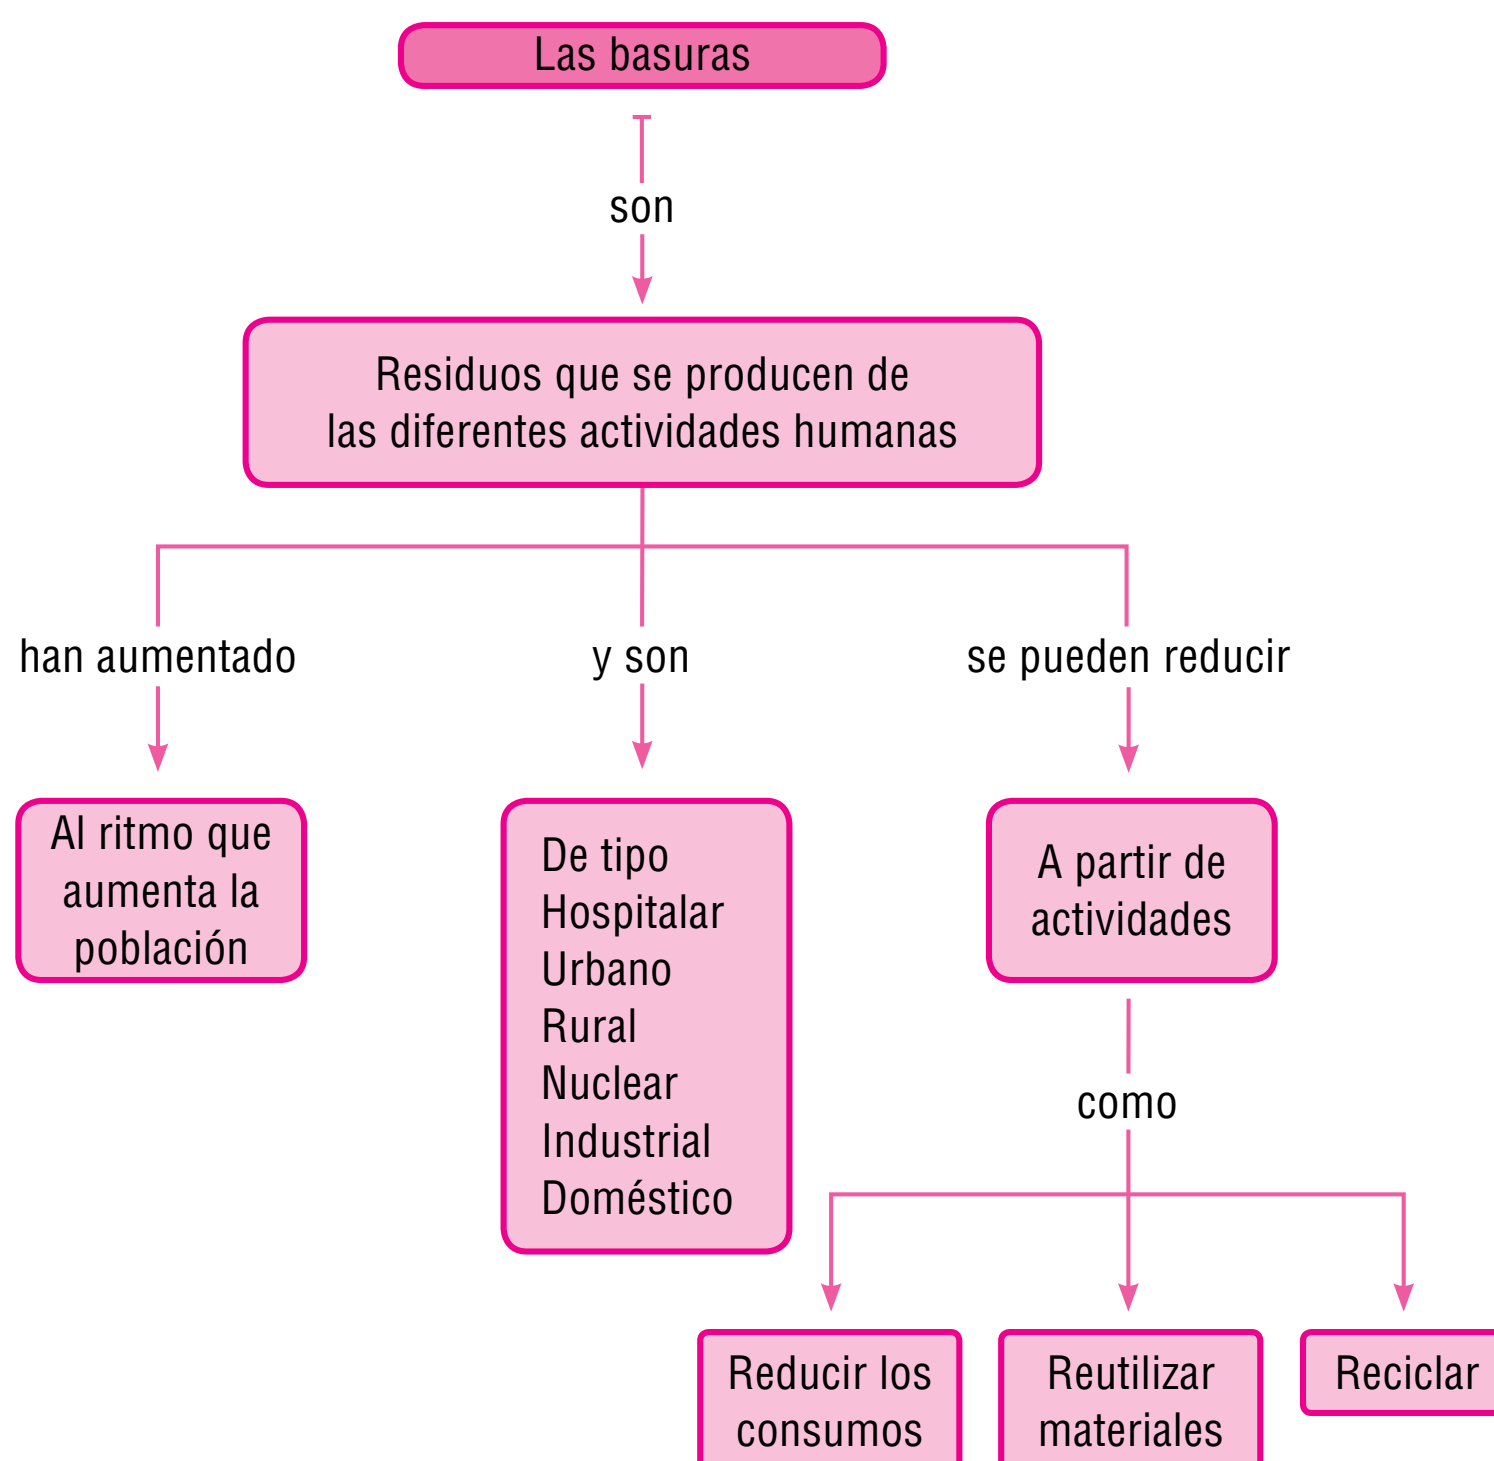 Las basuras
son
Residuos que se producen de
las diferentes actividades humanas
han aumentado
y son
se pueden reducir
Al ritmo que
aumenta la
población
De tipo
Hospitalar
Urbano
Rural
Nuclear
Industrial
Doméstico
A partir de
actividades
como
Reducir los
consumos
Reutilizar
materiales
Reciclar